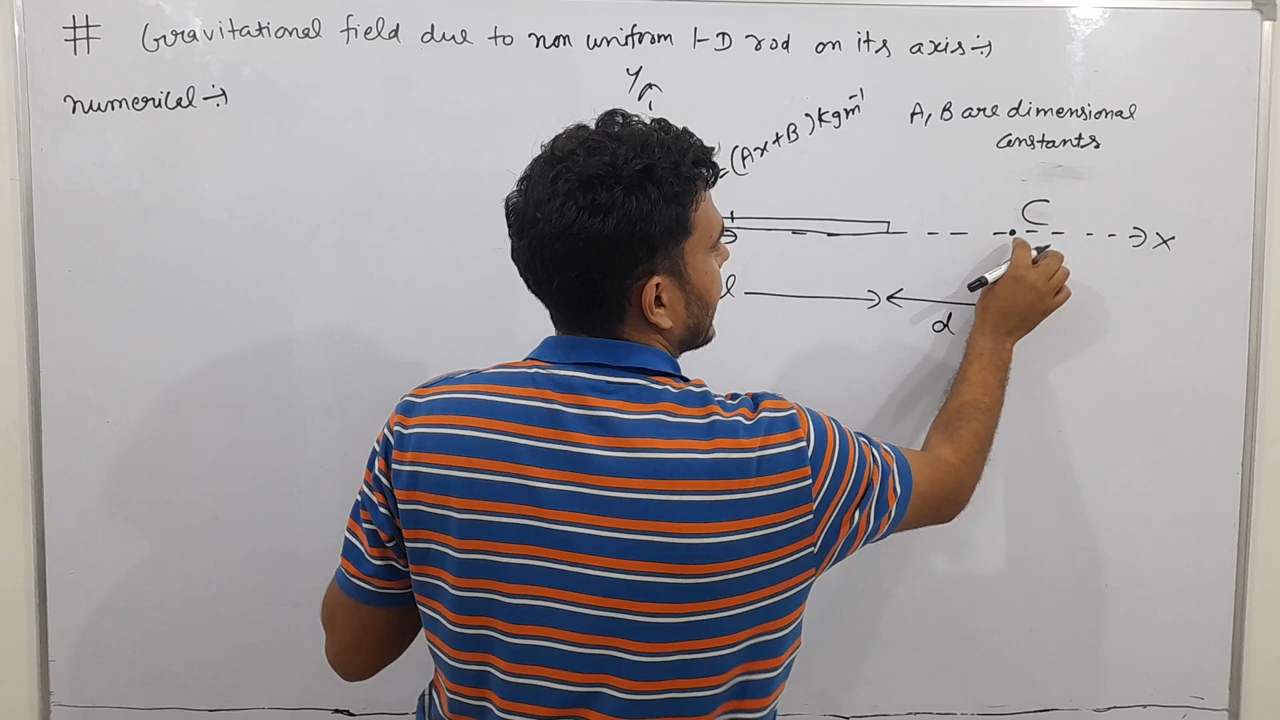 # Gravitational field due to non uniform 1-D rod on its axis ÷
Numerical ÷
Y
=(Ax+B) kgm⁻¹
A, B are dimensional
constants
C
X
l
d